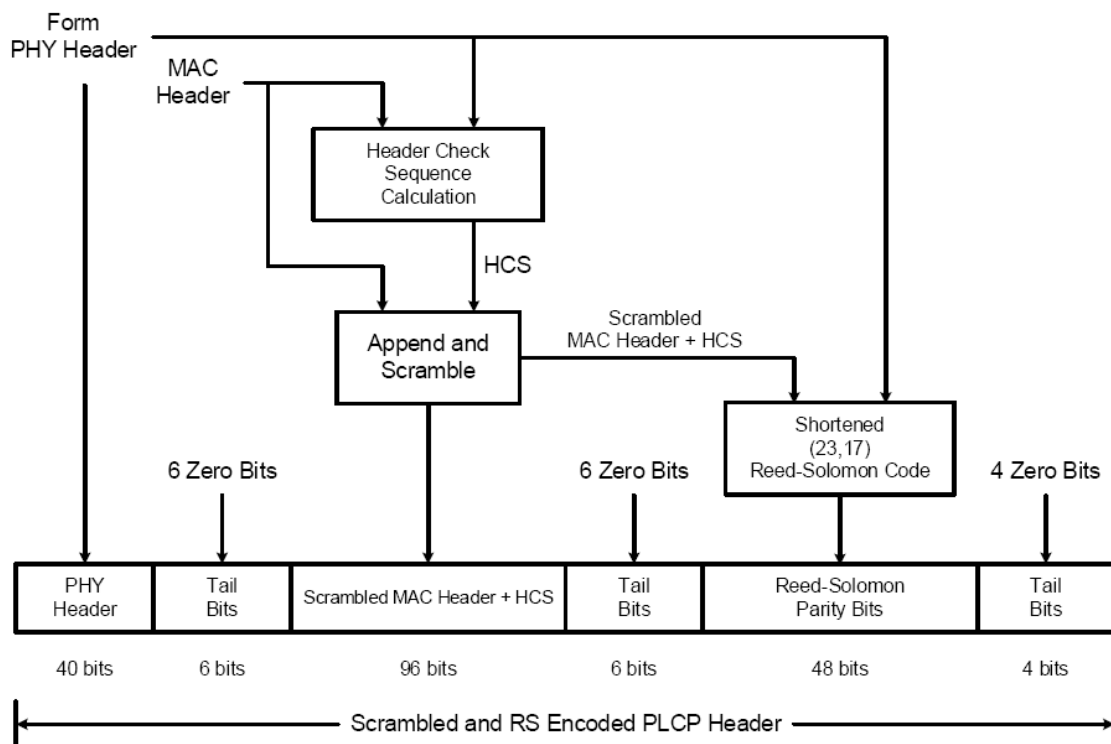 Form
PHY Header
MAC
Header
Header Check
Sequence
Calculation
HCS
Append and
Scramble
Scrambled
MAC Header + HCS
Shortened
(23,17)
Reed-Solomon Code
6 Zero Bits
6 Zero Bits
4 Zero Bits
PHY
Header
Tail
Bits
Scrambled MAC Header + HCS
Tail
Bits
Reed-Solomon
Parity Bits
Tail
Bits
40 bits
6 bits
96 bits
6 bits
48 bits
4 bits
Scrambled and RS Encoded PLCP Header